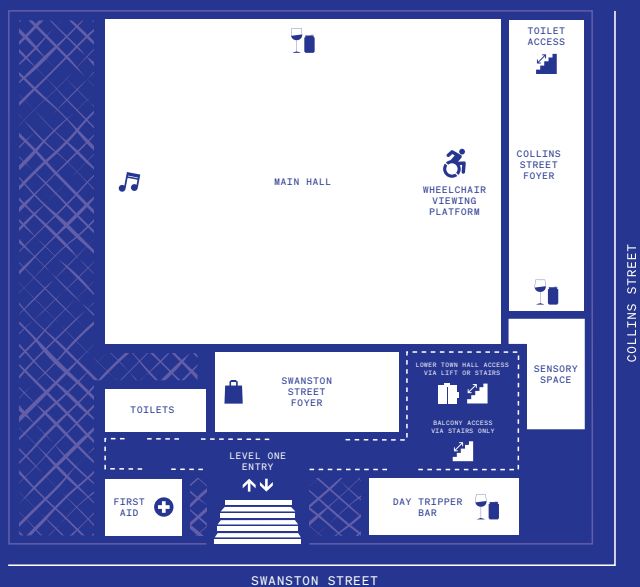 TOILET
ACCESS
COLLINS
STREET
FOYER
MAIN HALL
WHEELCHAIR
VIEWING
PLATFORM
COLLINS STREET
SENSORY
SPACE
LOWER TOWN HALL ACCESS
VIA LIFT OR STAIRS
SWANSTON
STREET
FOYER
TOILETS
BALCONY ACCESS
VIA STAIRS ONLY
LEVEL ONE
ENTRY
FIRST
AID
DAY TRIPPER
BAR
SWANSTON STREET